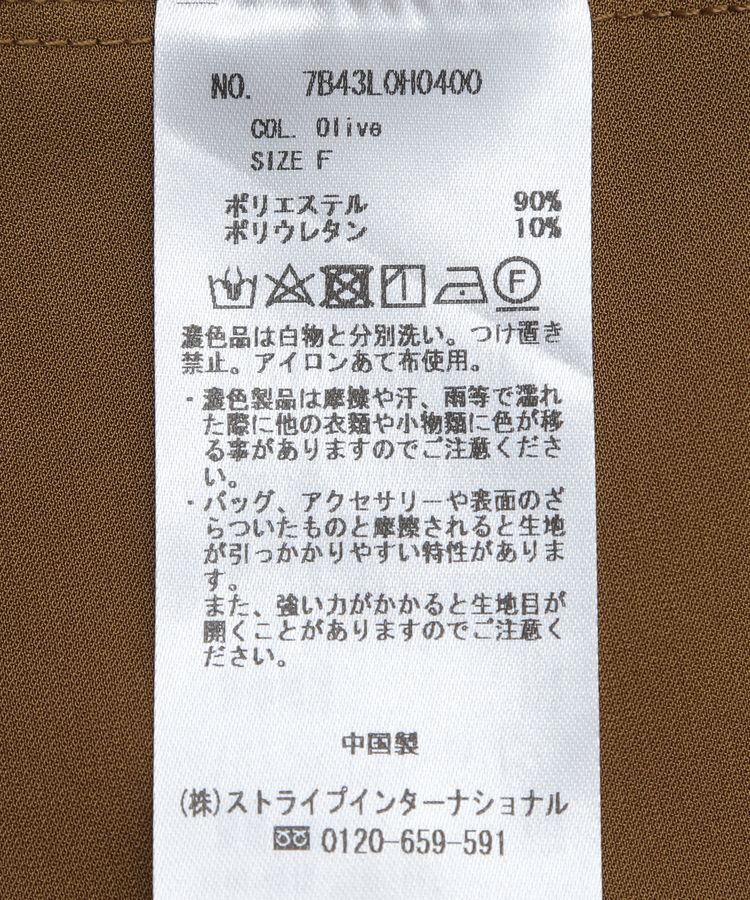 NO. 7B43L0H0400
COL. Olive
SIZE F
ポリエステル 90%
ポリウレタン 10%
F
濃色品は白物と分別洗い。つけ置き
禁止。アイロンあて布使用。
・濃色製品は摩擦や汗、雨等で濡れ
た際に他の衣類や小物類に色が移
る事がありますのでご注意くださ
い。
・バッグ、アクセサリーや表面のざ
らついたものと摩擦されると生地
が引っかかりやすい特性がありま
す。
また、強い力がかかると生地目が
開くことがありますのでご注意く
ださい。
中国製
(株)ストライプインターナショナル
0120-659-591